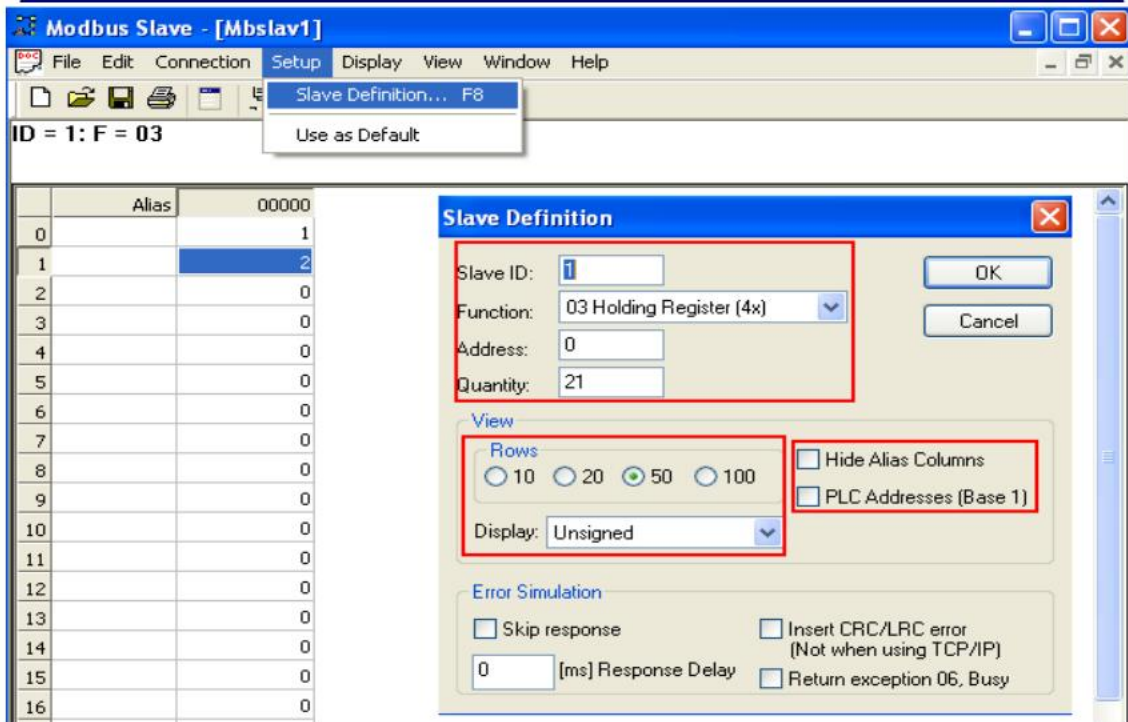 Modbus Slave - [Mbslav1]
File Edit Connection Setup Display View Window Help
Slave Definition... F8
Use as Default
ID = 1: F = 03
Alias 00000
0 1
1 2
2 0
3 0
4 0
5 0
6 0
7 0
8 0
9 0
10 0
11 0
12 0
13 0
14 0
15 0
16 0
Slave Definition
Slave ID: 1
OK
Function: 03 Holding Register (4x)
Cancel
Address: 0
Quantity: 21
View
Rows
10 20 50 100
Hide Alias Columns
PLC Addresses (Base 1)
Display: Unsigned
Error Simulation
Skip response
Insert CRC/LRC error
(Not when using TCP/IP)
0 [ms] Response Delay
Return exception 06, Busy